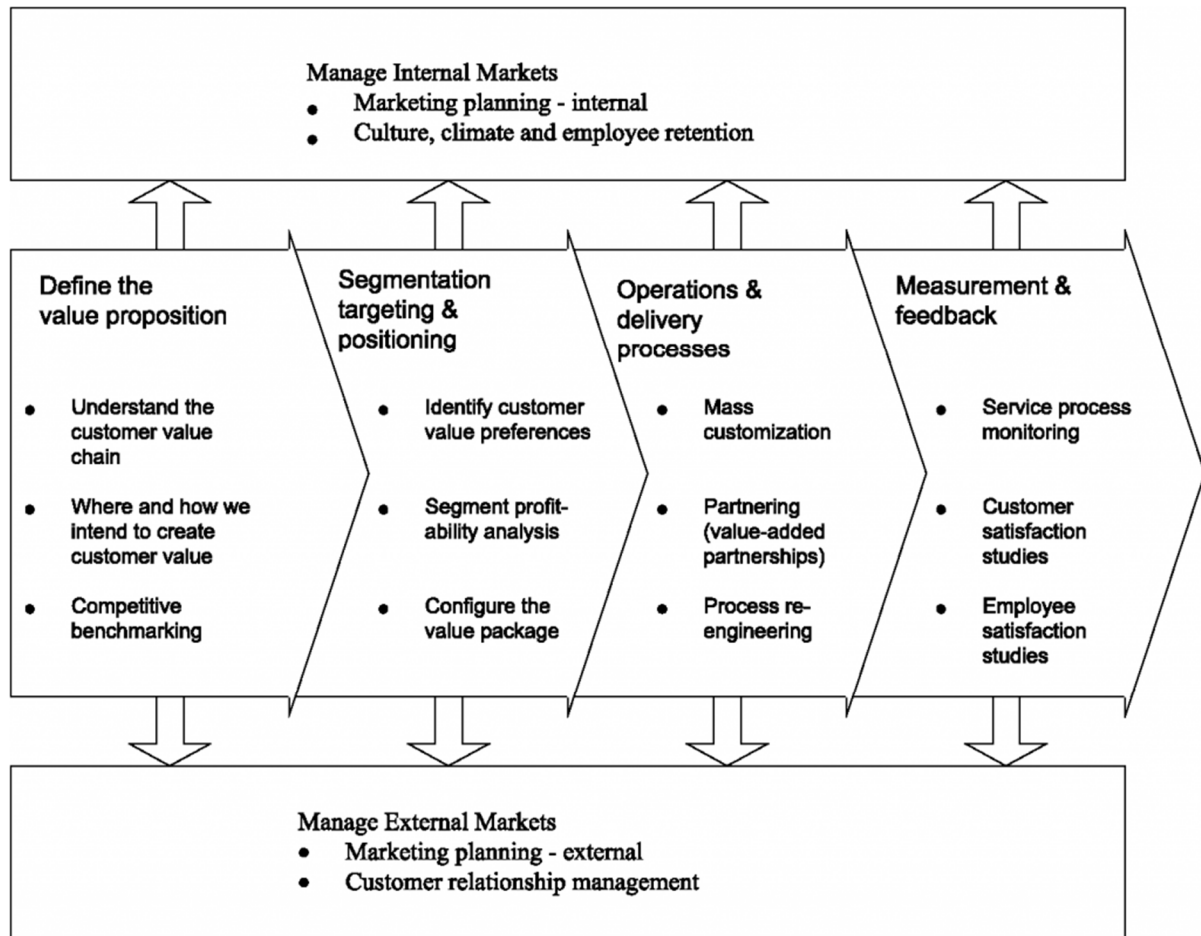 Manage Internal Markets
● Marketing planning - internal
● Culture, climate and employee retention
Define the
value proposition
● Understand the
customer value
chain
● Where and how we
intend to create
customer value
● Competitive
benchmarking
Segmentation
targeting &
positioning
● Identify customer
value preferences
● Segment profit-
ability analysis
● Configure the
value package
Operations &
delivery
processes
● Mass
customization
● Partnering
(value-added
partnerships)
● Process re-
engineering
Measurement &
feedback
● Service process
monitoring
● Customer
satisfaction
studies
● Employee
satisfaction
studies
Manage External Markets
● Marketing planning - external
● Customer relationship management